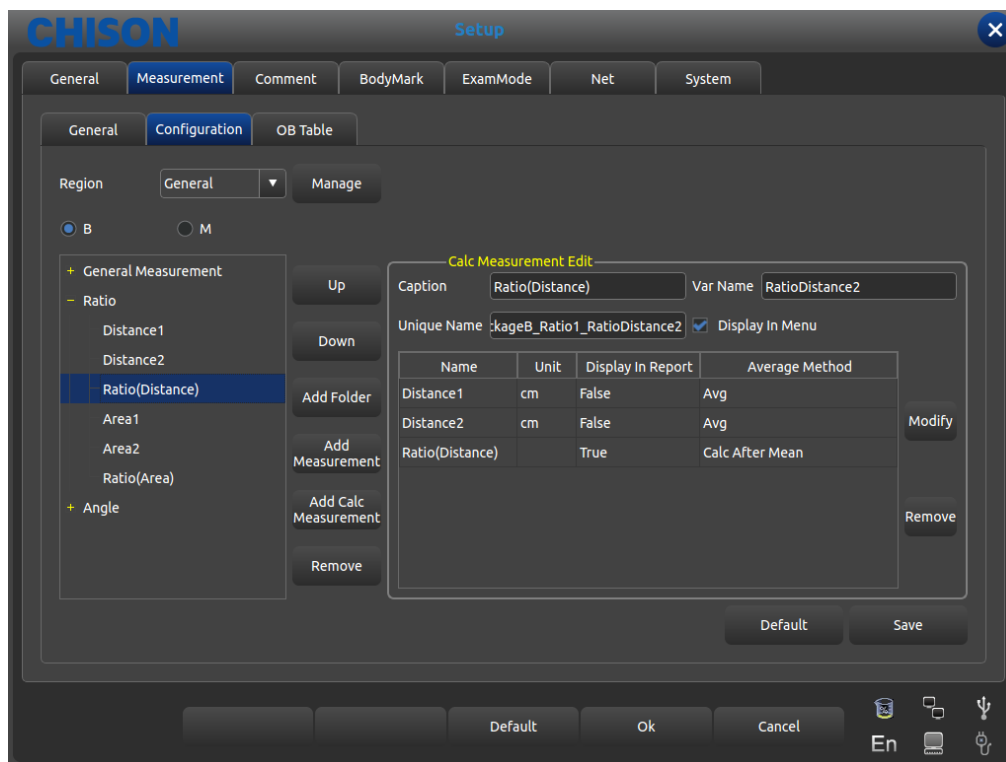 CHISON
Setup
General Measurement Comment BodyMark ExamMode Net System
General Configuration OB Table
Region General Manage
B M
+ General Measurement
− Ratio
Distance1
Distance2
Ratio(Distance)
Area1
Area2
Ratio(Area)
+ Angle
Up
Down
Add Folder
Add
Measurement
Add Calc
Measurement
Remove
Calc Measurement Edit
Caption Ratio(Distance) Var Name RatioDistance2
Unique Name ckageB_Ratio1_RatioDistance2 Display In Menu
Name Unit Display In Report Average Method
Distance1 cm False Avg
Distance2 cm False Avg
Ratio(Distance) True Calc After Mean
Modify
Remove
Default Save
Default Ok Cancel
En